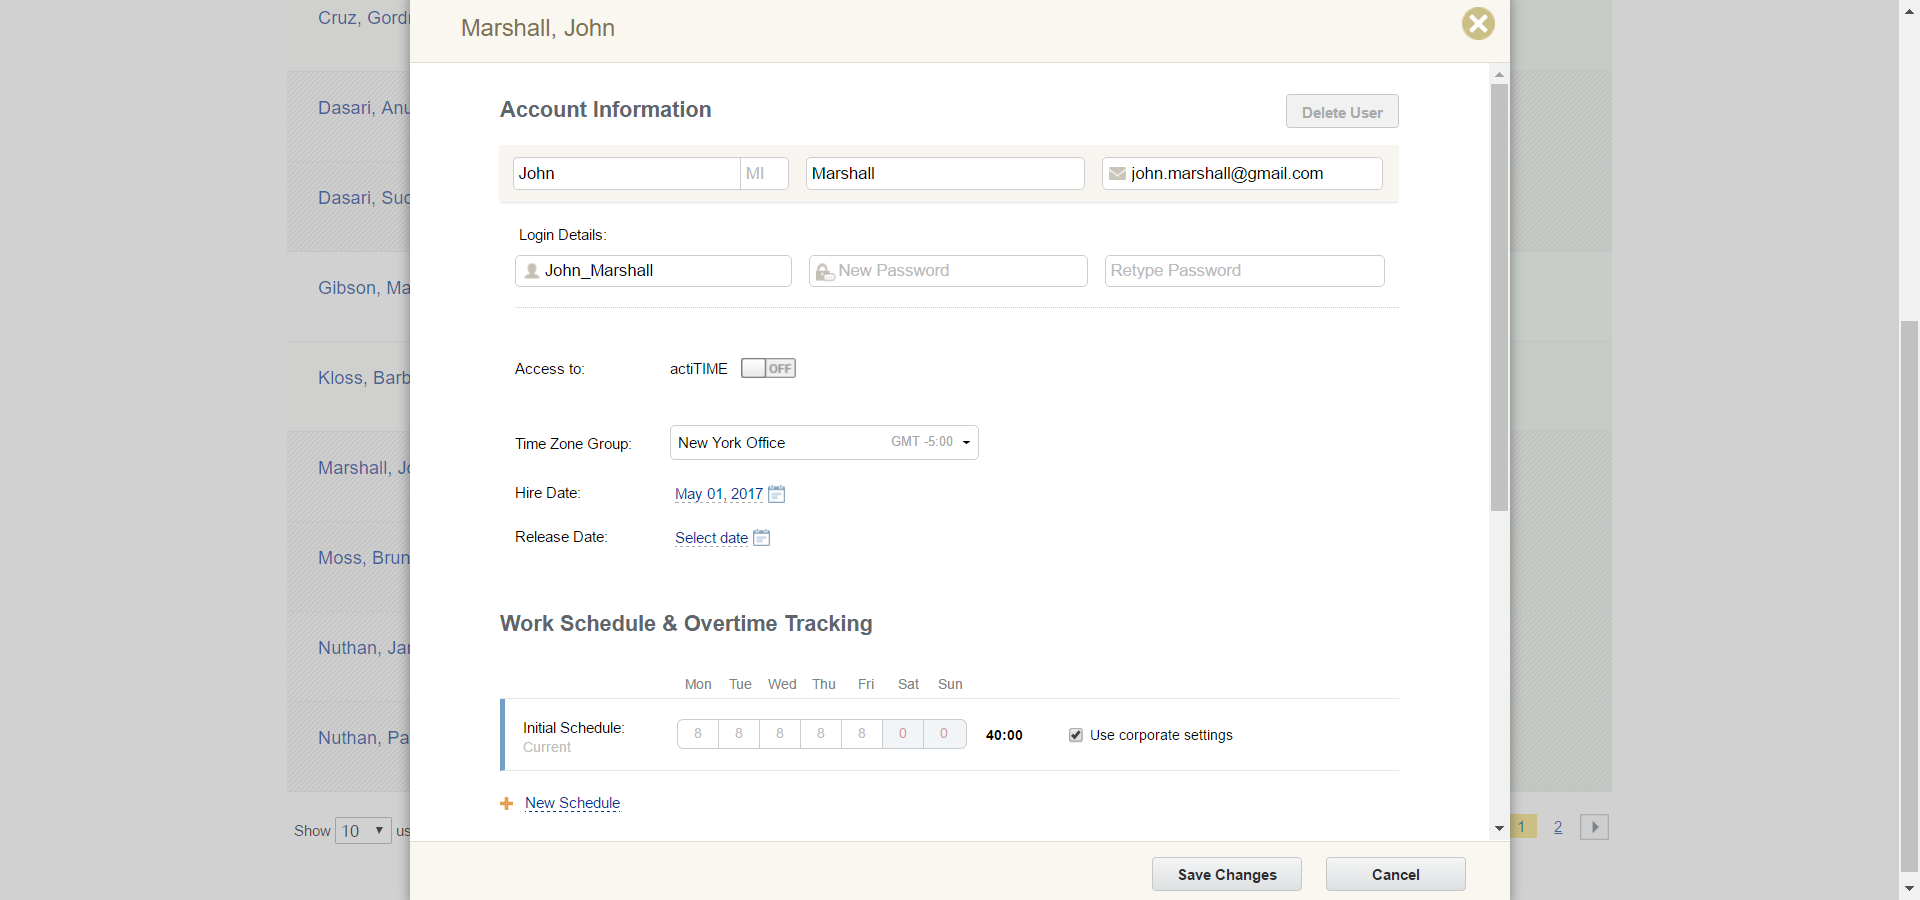 Marshall, John
Cruz, Gord
Dasari, Anu
Dasari, Suc
Gibson, Ma
Kloss, Barb
Marshall, Jo
Moss, Brun
Nuthan, Jar
Nuthan, Pa
Show 10 us
1 2
Account Information
Delete User
John MI Marshall john.marshall@gmail.com
Login Details:
John_Marshall New Password Retype Password
Access to: actiTIME OFF
Time Zone Group: New York Office GMT -5:00
Hire Date: May 01, 2017
Release Date: Select date
Work Schedule & Overtime Tracking
Mon Tue Wed Thu Fri Sat Sun
Initial Schedule: 8 8 8 8 8 0 0 40:00 Use corporate settings
Current
New Schedule
Save Changes Cancel